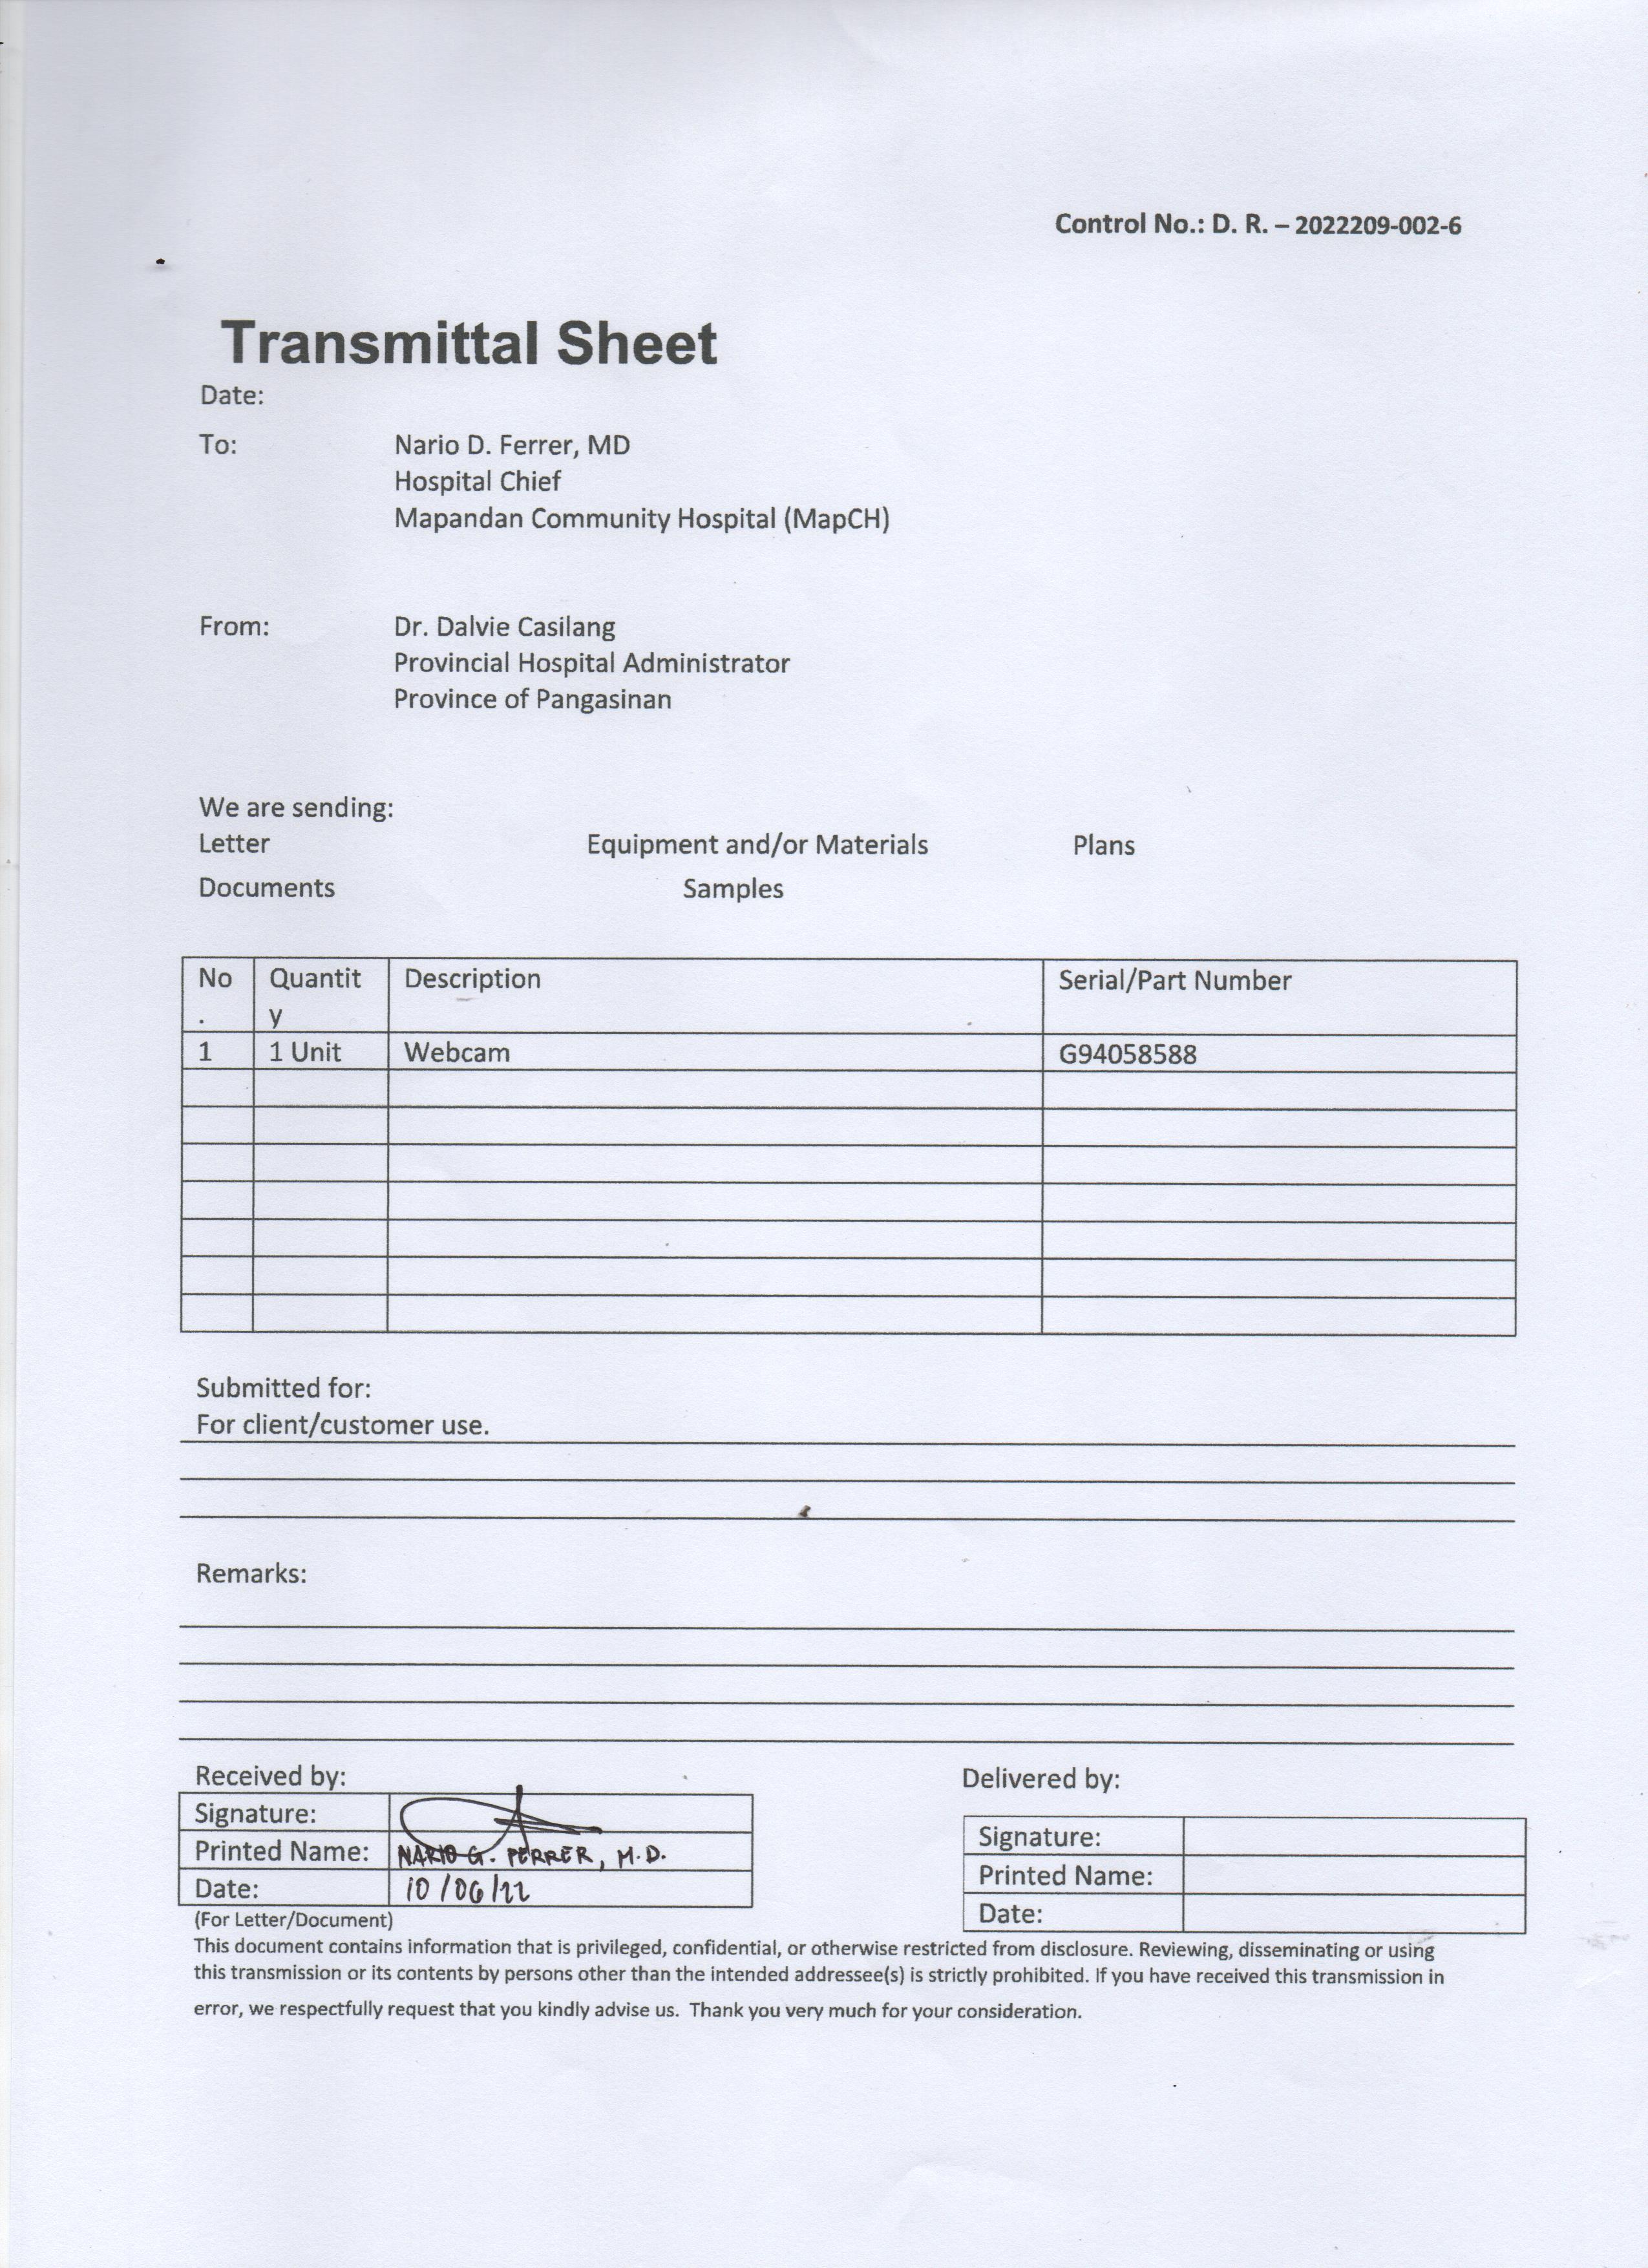 Control No.: D. R. – 2022209-002-6
Transmittal Sheet
Date:
To: Nario D. Ferrer, MD
Hospital Chief
Mapandan Community Hospital (MapCH)
From: Dr. Dalvie Casilang
Provincial Hospital Administrator
Province of Pangasinan
We are sending:
Letter Equipment and/or Materials Plans
Documents Samples
No. Quantity Description Serial/Part Number
1 1 Unit Webcam G94058588
Submitted for:
For client/customer use.
Remarks:
Received by:
Signature:
Printed Name: NARIO G. FERRER, M.D.
Date: 10/06/22
(For Letter/Document)
Delivered by:
Signature:
Printed Name:
Date:
This document contains information that is privileged, confidential, or otherwise restricted from disclosure. Reviewing, disseminating or using
this transmission or its contents by persons other than the intended addressee(s) is strictly prohibited. If you have received this transmission in
error, we respectfully request that you kindly advise us. Thank you very much for your consideration.